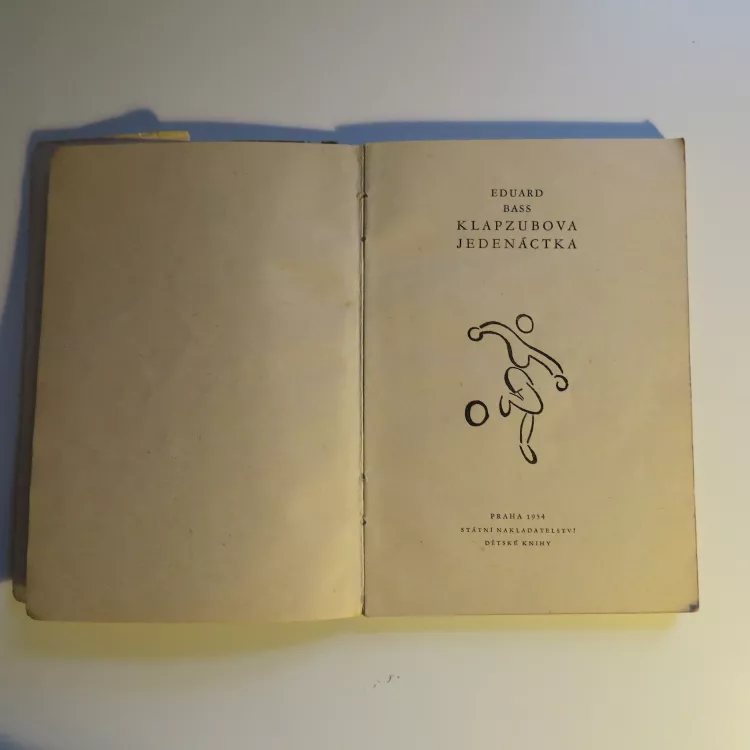 EDUARD
BASS
KLAPZUBOVA
JEDENÁCTKA
PRAHA 1954
STÁTNÍ NAKLADATELSTVÍ
DĚTSKÉ KNIHY